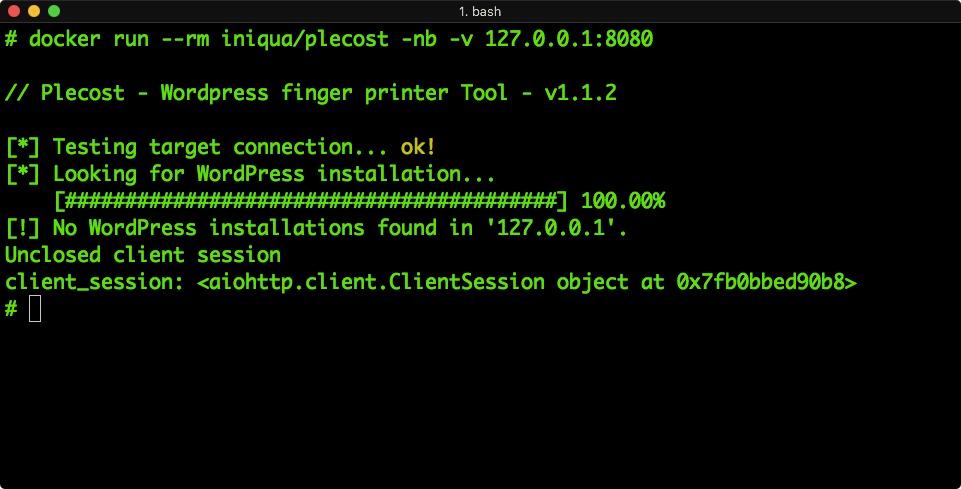 1. bash
# docker run --rm iniqua/plecost -nb -v 127.0.0.1:8080
// Plecost - Wordpress finger printer Tool - v1.1.2
[*] Testing target connection... ok!
[*] Looking for WordPress installation...
[#########################################] 100.00%
[!] No WordPress installations found in '127.0.0.1'.
Unclosed client session
client_session: <aiohttp.client.ClientSession object at 0x7fb0bbed90b8>
#